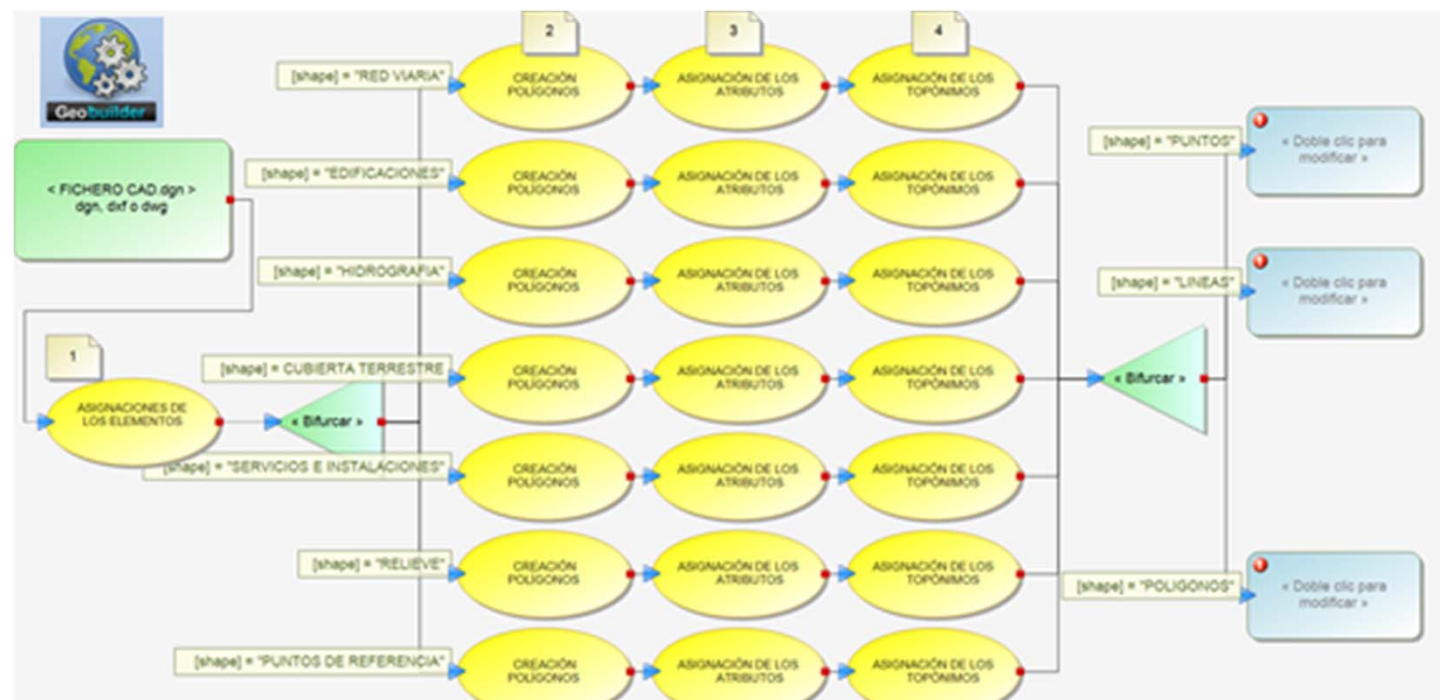 2
3
4
[shape] = "RED VIARIA"
CREACIÓN
POLÍGONOS
ASIGNACIÓN DE LOS
ATRIBUTOS
ASIGNACIÓN DE LOS
TOPÓNIMOS
Geobuilder
[shape] = "PUNTOS"
« Doble clic para
modificar »
< FICHERO CAD.dgn >
dgn, dxf o dwg
[shape] = "EDIFICACIONES"
CREACIÓN
POLÍGONOS
ASIGNACIÓN DE LOS
ATRIBUTOS
ASIGNACIÓN DE LOS
TOPÓNIMOS
[shape] = "HIDROGRAFIA"
CREACIÓN
POLÍGONOS
ASIGNACIÓN DE LOS
ATRIBUTOS
ASIGNACIÓN DE LOS
TOPÓNIMOS
[shape] = "LINEAS"
« Doble clic para
modificar »
1
[shape] = CUBIERTA TERRESTRE
CREACIÓN
POLÍGONOS
ASIGNACIÓN DE LOS
ATRIBUTOS
ASIGNACIÓN DE LOS
TOPÓNIMOS
« Bifurcar »
ASIGNACIONES DE
LOS ELEMENTOS
« Bifurcar »
[shape] = "SERVICIOS E INSTALACIONES"
CREACIÓN
POLÍGONOS
ASIGNACIÓN DE LOS
ATRIBUTOS
ASIGNACIÓN DE LOS
TOPÓNIMOS
[shape] = "RELIEVE"
CREACIÓN
POLÍGONOS
ASIGNACIÓN DE LOS
ATRIBUTOS
ASIGNACIÓN DE LOS
TOPÓNIMOS
[shape] = "POLIGONOS"
« Doble clic para
modificar »
[shape] = "PUNTOS DE REFERENCIA"
CREACIÓN
POLÍGONOS
ASIGNACIÓN DE LOS
ATRIBUTOS
ASIGNACIÓN DE LOS
TOPÓNIMOS